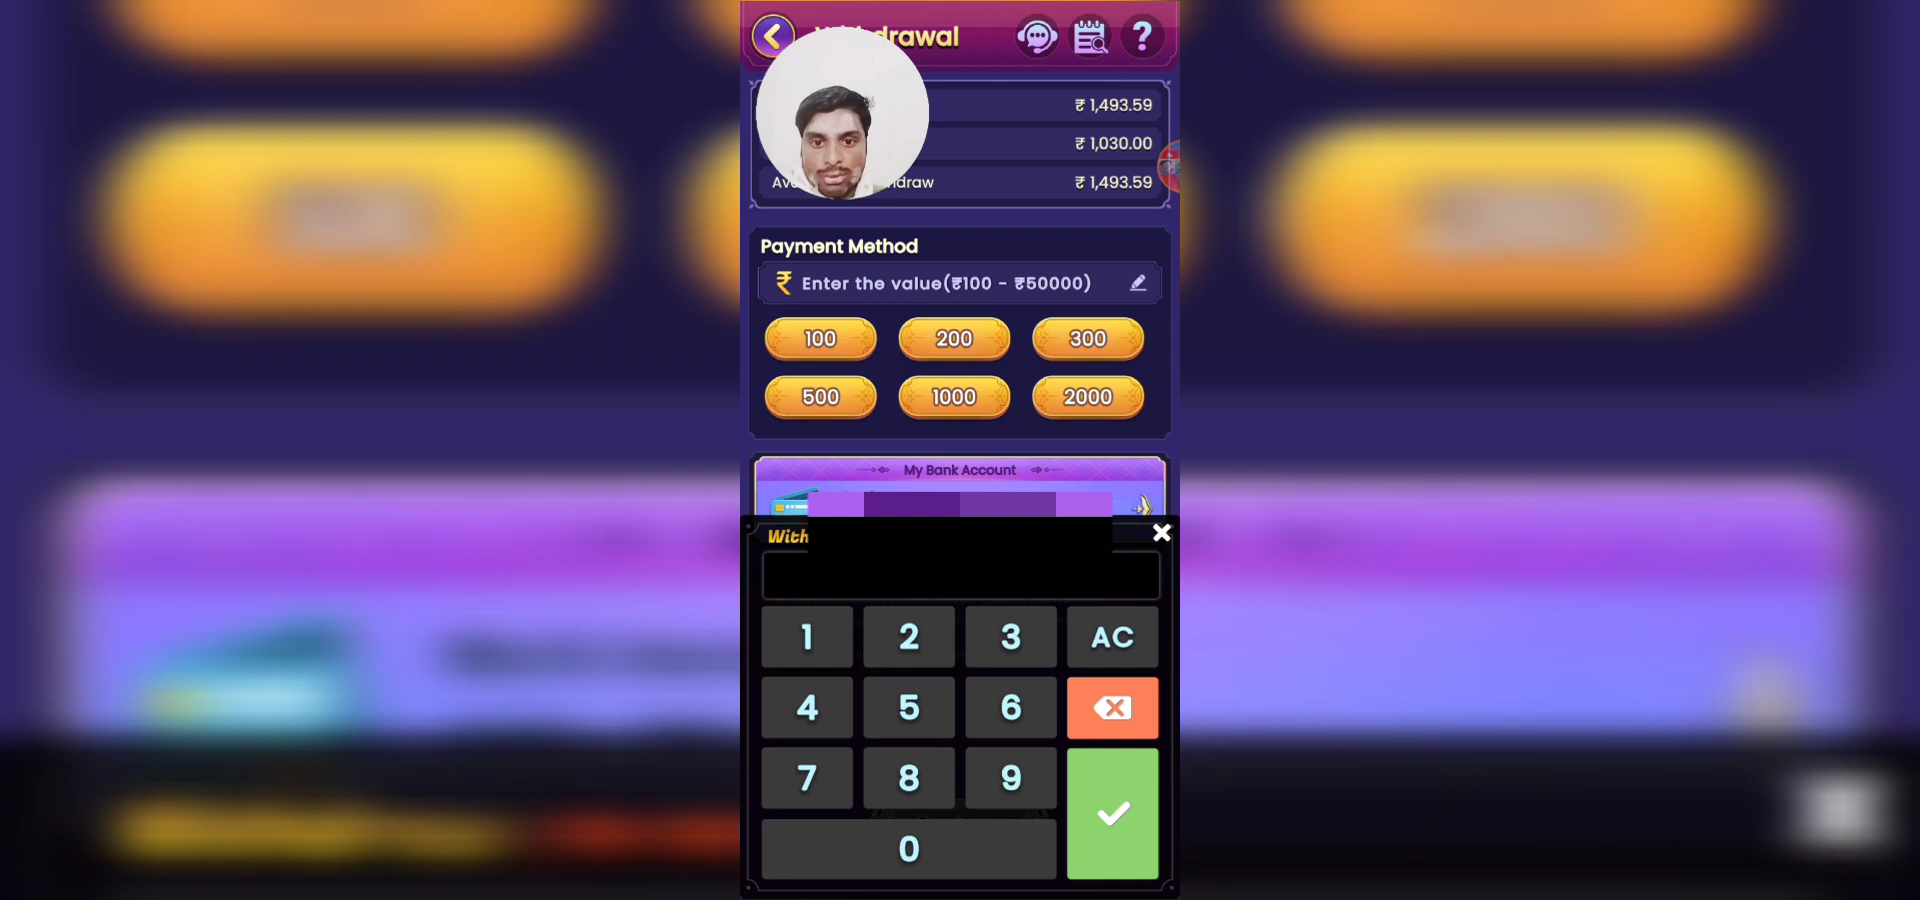 drawal
₹ 1,493.59
₹ 1,030.00
Av draw ₹ 1,493.59
Payment Method
₹ Enter the value(₹100 - ₹50000)
100 200 300
500 1000 2000
My Bank Account
With
1 2 3 AC
4 5 6
7 8 9
0